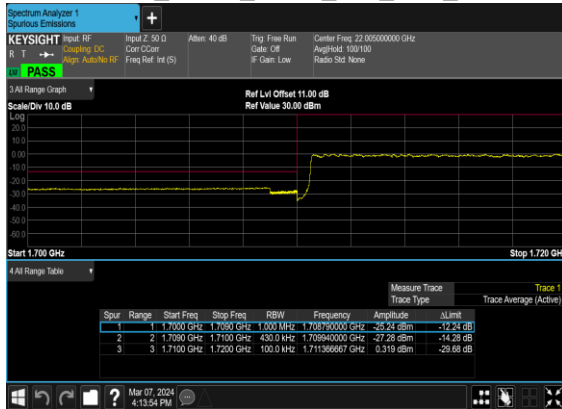 Spectrum Analyzer 1
Spurious Emissions
+
KEYSIGHT Input: RF Input Z: 50 Ω Atten: 40 dB Trig: Free Run Center Freq: 22.005000000 GHz
R T Coupling: DC Corr CCorr Gate: Off Avg|Hold: 100/100
Align: Auto/No RF Freq Ref: Int (S) IF Gain: Low Radio Std: None
PASS
3 All Range Graph Ref Lvl Offset 11.00 dB
Scale/Div 10.0 dB Ref Value 30.00 dBm
Log
20.0
10.0
0.00
-10.0
-20.0
-30.0
-40.0
-50.0
-60.0
Start 1.700 GHz Stop 1.720 GH
4 All Range Table
Measure Trace Trace 1
Trace Type Trace Average (Active)
Spur Range Start Freq Stop Freq RBW Frequency Amplitude ΔLimit
1 1 1.7000 GHz 1.7090 GHz 1.000 MHz 1.708790000 GHz -25.24 dBm -12.24 dB
2 2 1.7090 GHz 1.7100 GHz 430.0 kHz 1.709940000 GHz -27.28 dBm -14.28 dB
3 3 1.7100 GHz 1.7200 GHz 100.0 kHz 1.711366667 GHz 0.319 dBm -29.68 dB
? Mar 07, 2024
4:13:54 PM